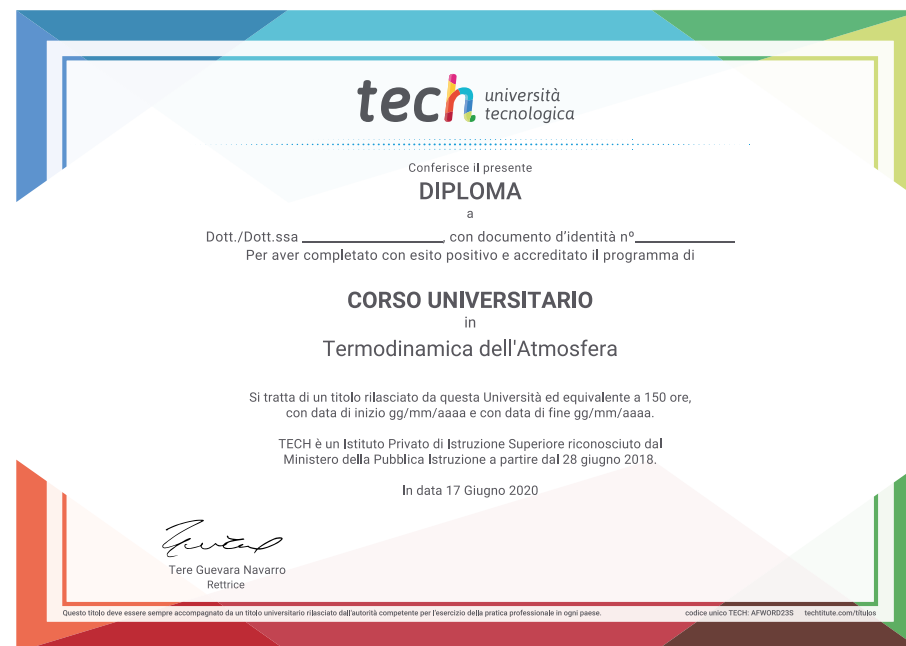 tech università
tecnologica
Conferisce il presente
DIPLOMA
a
Dott./Dott.ssa ____________________, con documento d'identità nº______________
Per aver completato con esito positivo e accreditato il programma di
CORSO UNIVERSITARIO
in
Termodinamica dell'Atmosfera
Si tratta di un titolo rilasciato da questa Università ed equivalente a 150 ore,
con data di inizio gg/mm/aaaa e con data di fine gg/mm/aaaa.
TECH è un Istituto Privato di Istruzione Superiore riconosciuto dal
Ministero della Pubblica Istruzione a partire dal 28 giugno 2018.
In data 17 Giugno 2020
Tere Guevara Navarro
Rettrice
Questo titolo deve essere sempre accompagnato da un titolo universitario rilasciato dall'autorità competente per l'esercizio della pratica professionale in ogni paese. codice unico TECH: AFWORD23S techtitute.com/títulos